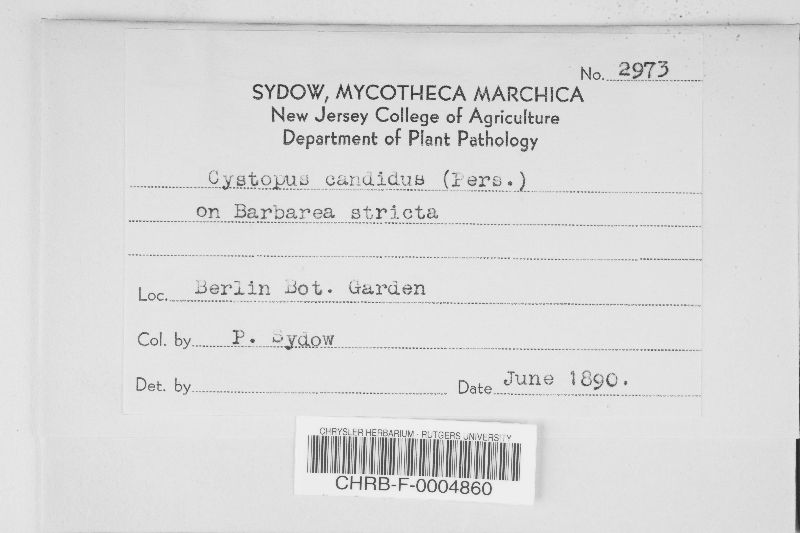 No. 2973
SYDOW, MYCOTHECA MARCHICA
New Jersey College of Agriculture
Department of Plant Pathology
Cystopus candidus (Pers.)
on Barbarea stricta
Loc. Berlin Bot. Garden
Col. by P. Sydow
Det. by Date June 1890.
CHRYSLER HERBARIUM - RUTGERS UNIVERSITY
CHRB-F-0004860